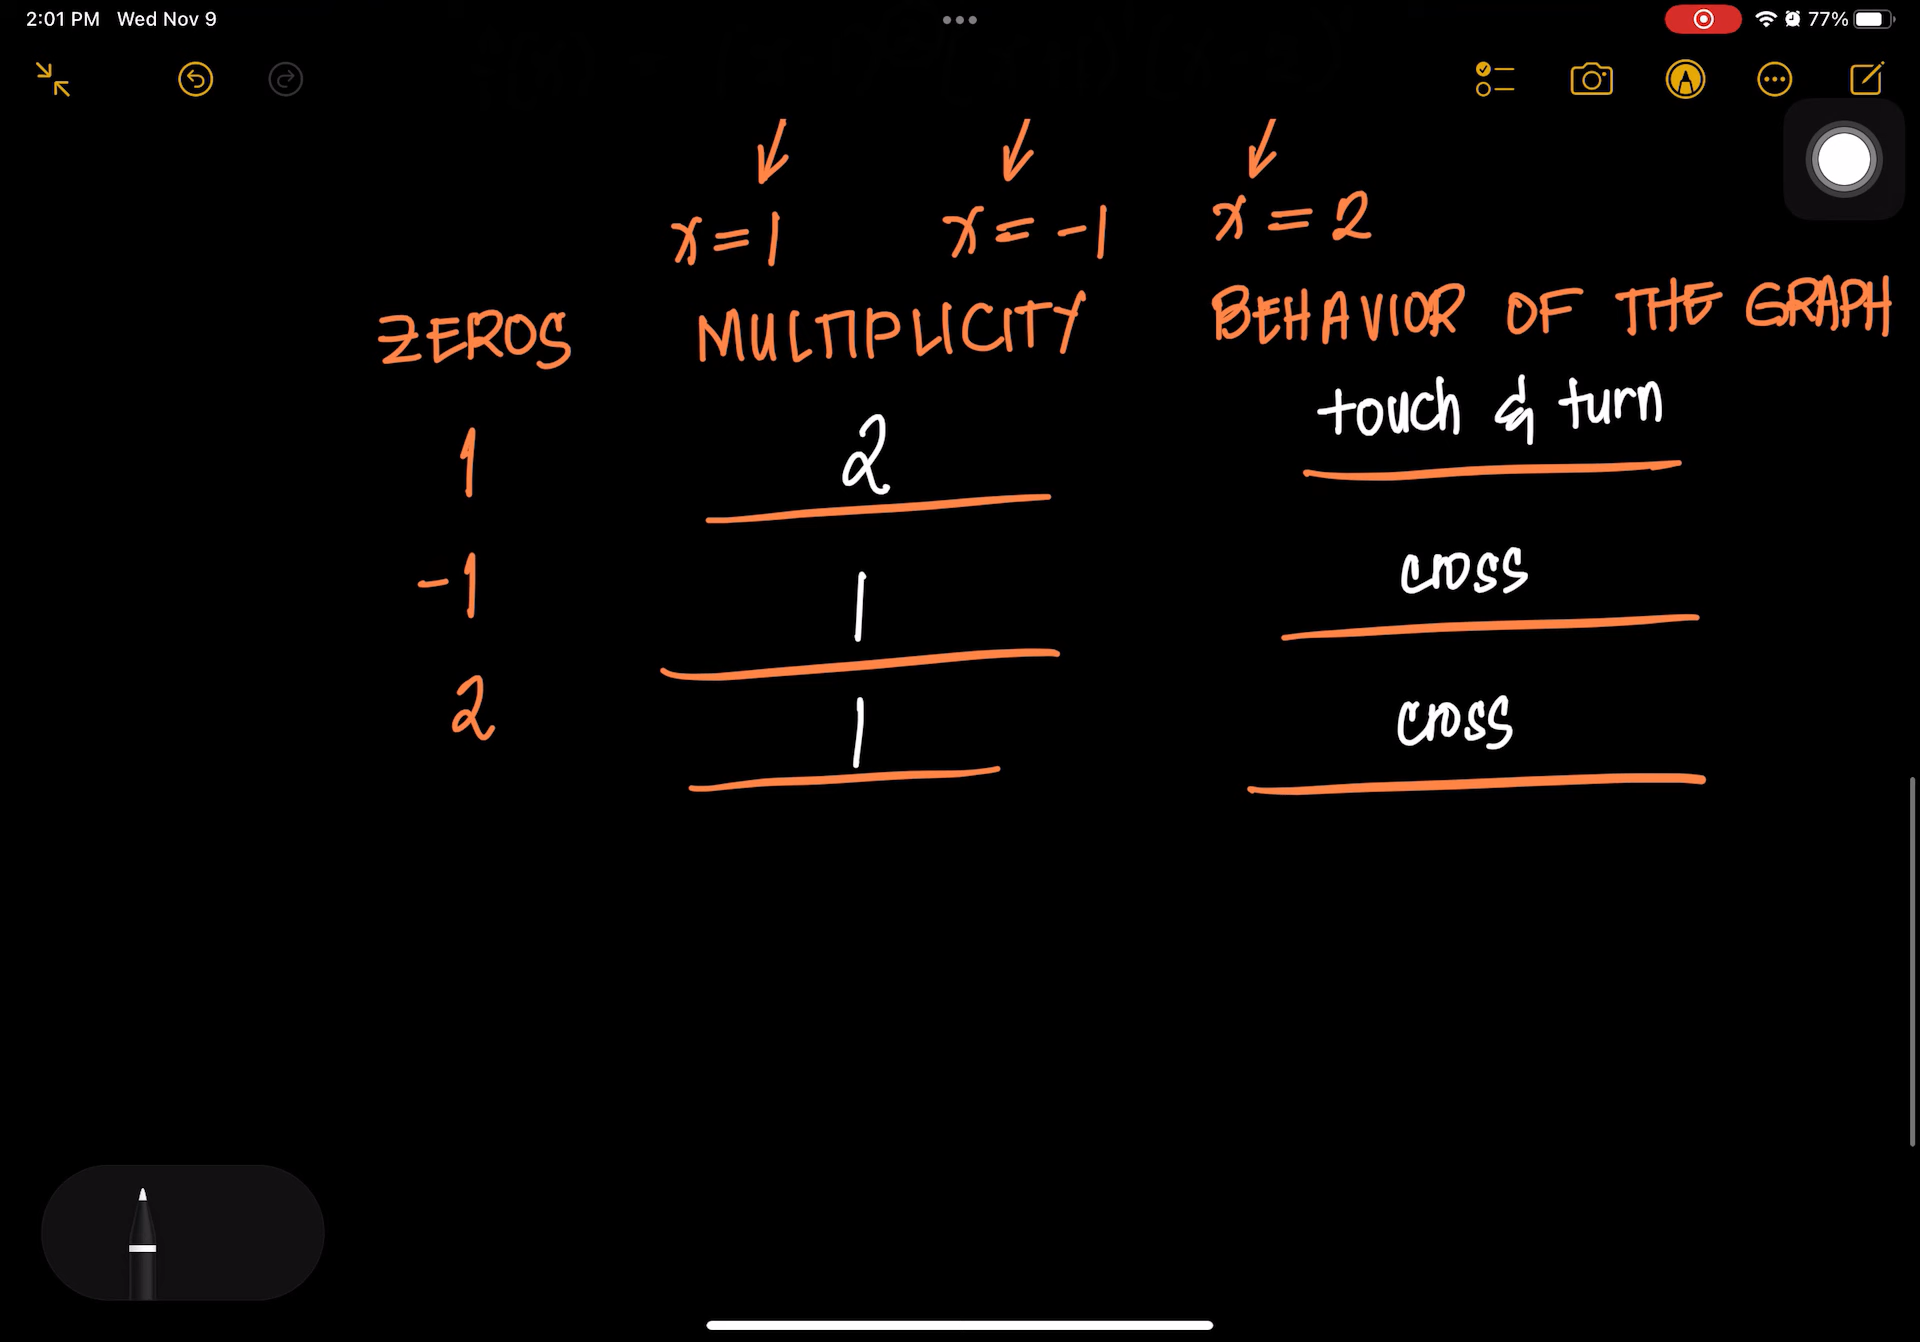 2:01 PM Wed Nov 9
77%
x=1 x=-1 x=2
ZEROS MULTIPLICITY BEHAVIOR OF THE GRAPH
1 2 touch & turn
-1 1 cross
2 1 cross